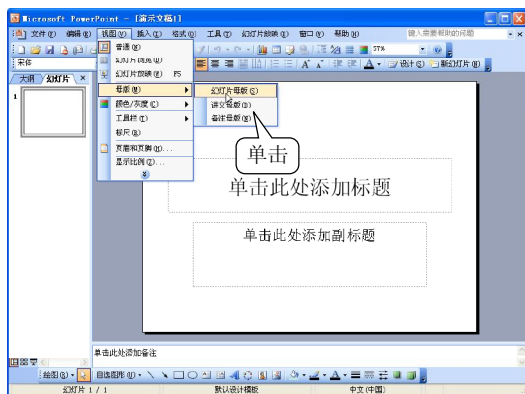 Microsoft PowerPoint - [演示文稿1]
文件(F) 编辑(E) 视图(V) 插入(I) 格式(O) 工具(T) 幻灯片放映(D) 窗口(W) 帮助(H) 键入需要帮助的问题
普通(N)
57%
宋体
幻灯片浏览(D)
设计(S) 新幻灯片(N)
大纲 幻灯片
幻灯片放映(W) F5
母版(M)
幻灯片母版(S)
1
颜色/灰度(C)
讲义母版(D)
工具栏(T)
备注母版(N)
标尺(R)
页眉和页脚(H)...
显示比例(Z)...
单击
单击此处添加标题
单击此处添加副标题
单击此处添加备注
绘图(R) 自选图形(U)
幻灯片 1 / 1 默认设计模板 中文(中国)